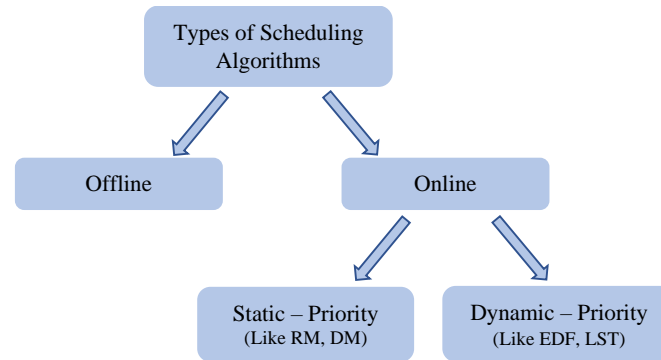 Types of Scheduling
Algorithms
Offline
Online
Static – Priority
(Like RM, DM)
Dynamic – Priority
(Like EDF, LST)